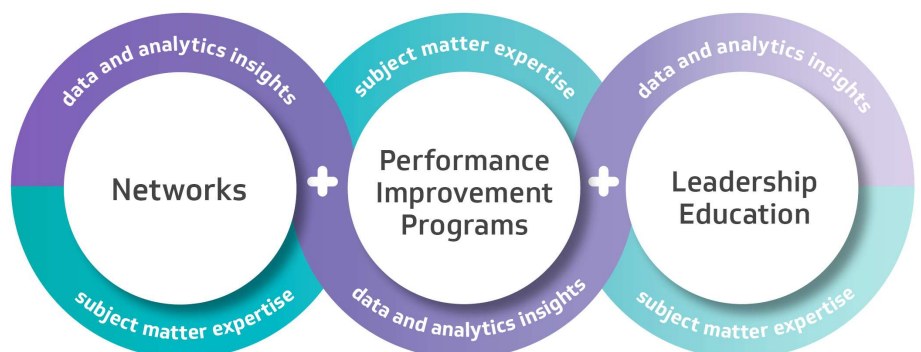 data and analytics insights
Networks
subject matter expertise
+
subject matter expertise
Performance
Improvement
Programs
data and analytics insights
+
data and analytics insights
Leadership
Education
subject matter expertise